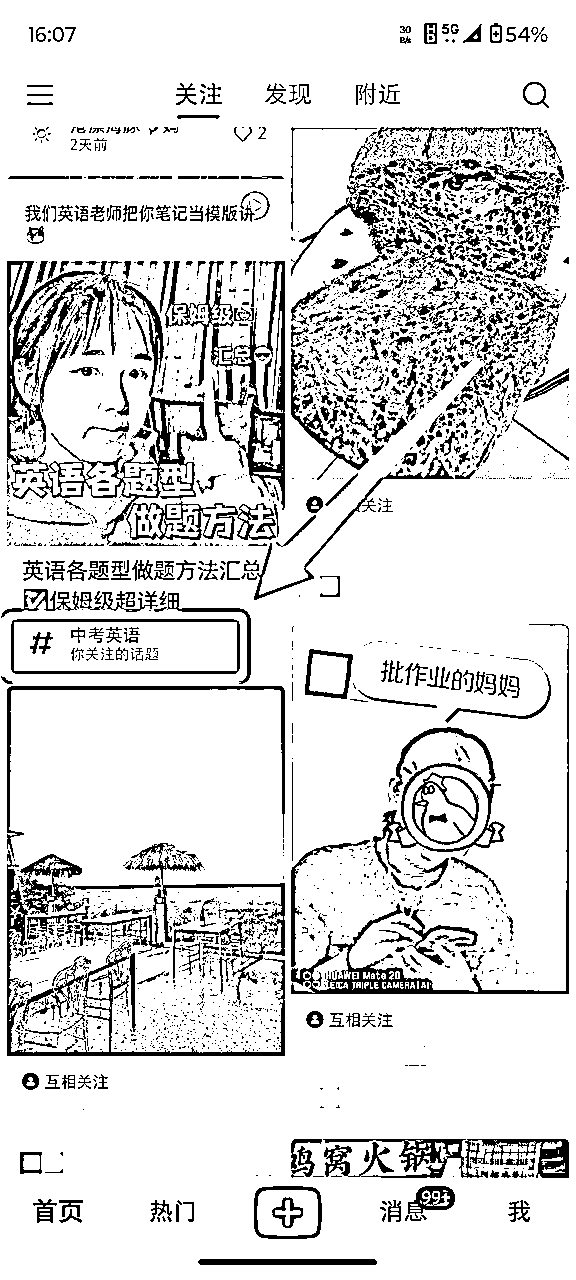 16:07
30
B/s
5G
54%
关注
发现
附近
2天前
2
我们英语老师把你笔记当模版讲
保姆级
汇总
英语各题型
做题方法
英语各题型做题方法汇总
保姆级超详细
# 中考英语
你关注的话题
互相关注
关注
批作业的妈妈
HUAWEI Mate 20
LEICA TRIPLE CAMERA | AI
互相关注
窝火锅
首页
热门
消息
99+
我